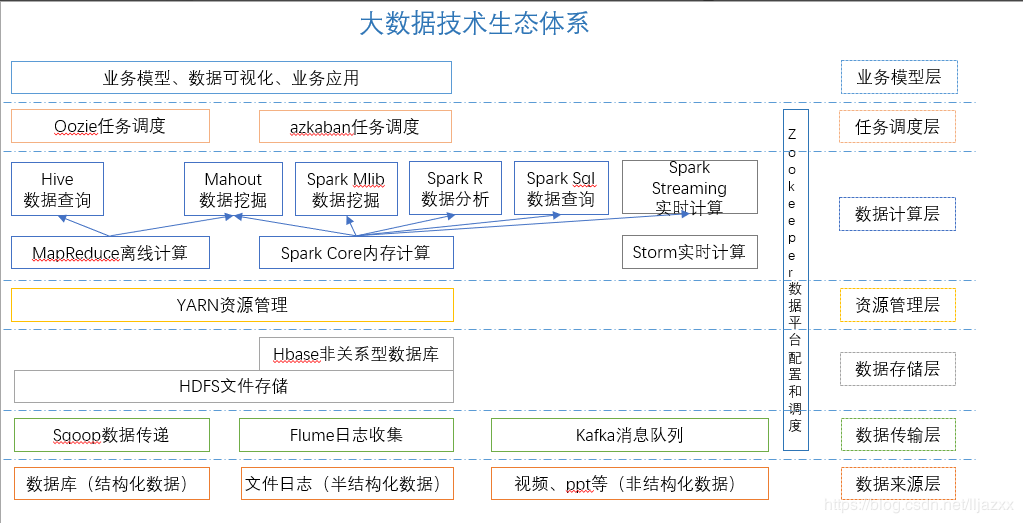 大数据技术生态体系
业务模型、数据可视化、业务应用
业务模型层
Oozie任务调度
azkaban任务调度
任务调度层
Hive
数据查询
Mahout
数据挖掘
Spark Mlib
数据挖掘
Spark R
数据分析
Spark Sql
数据查询
Spark
Streaming
实时计算
数据计算层
MapReduce离线计算
Spark Core内存计算
Storm实时计算
Zookeeper数据平台配置和调度
YARN资源管理
资源管理层
Hbase非关系型数据库
HDFS文件存储
数据存储层
Sqoop数据传递
Flume日志收集
Kafka消息队列
数据传输层
数据库（结构化数据）
文件日志（半结构化数据）
视频、ppt等（非结构化数据）
数据来源层
https://blog.csdn.net/lljazxx